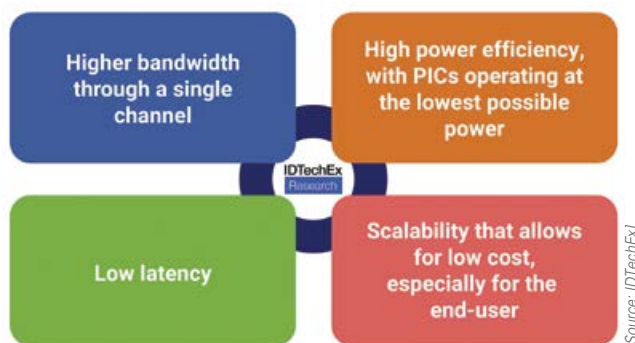 Higher bandwidth
through a single
channel
High power efficiency,
with PICs operating at
the lowest possible
power
IDTechEx
Research
Low latency
Scalability that allows
for low cost,
especially for the
end-user
Source: IDTechEx]